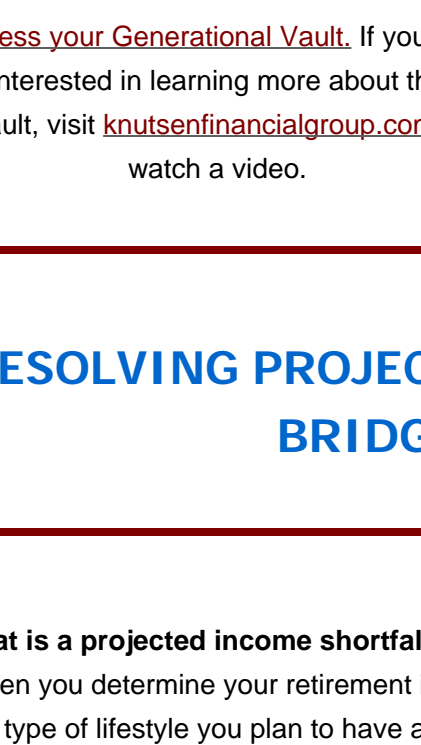 ess your Generational Vault. If you
nterested in learning more about th
ult, visit knutsenfinancialgroup.com
watch a video.
ESOLVING PROJEC
BRIDG
at is a projected income shortfal
en you determine your retirement i
type of lifestyle you plan to have a